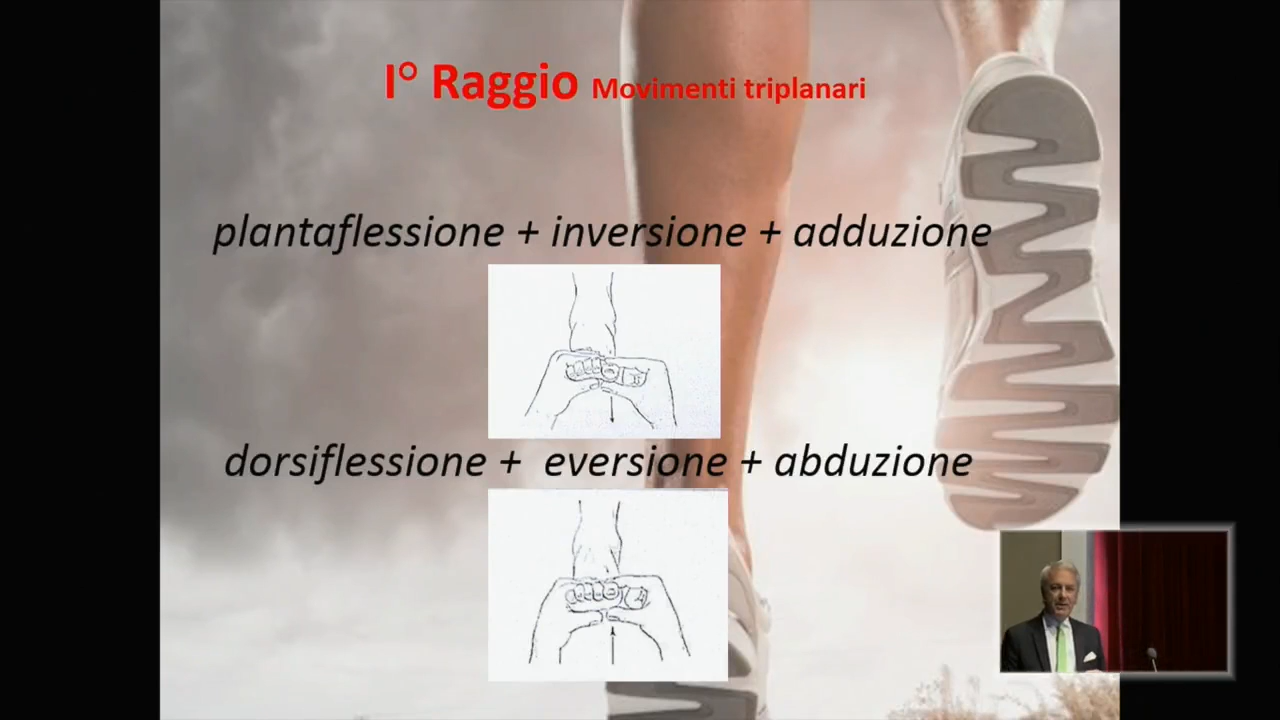 I° Raggio Movimenti triplanari
plantaflessione + inversione + adduzione
dorsiflessione + eversione + abduzione